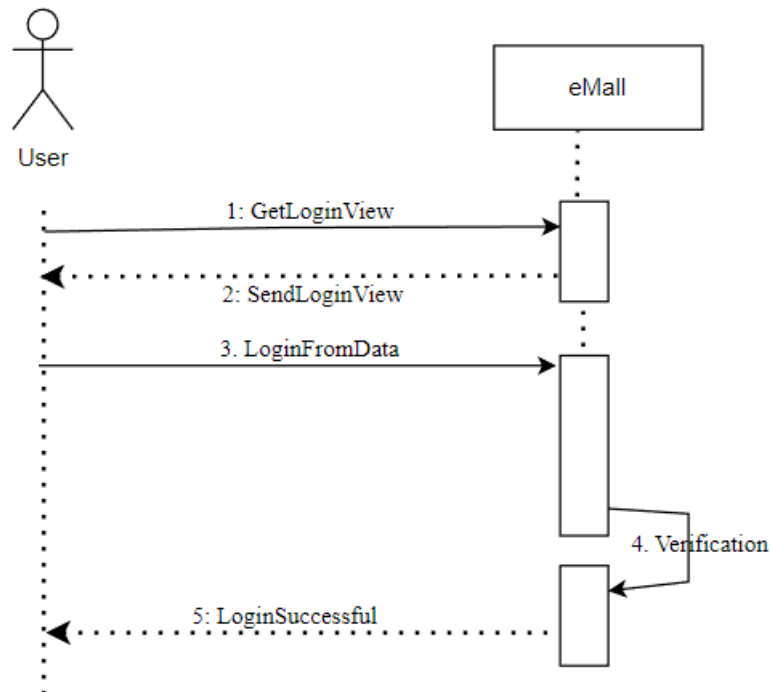 eMall
User
1: GetLoginView
2: SendLoginView
3. LoginFromData
4. Verification
5: LoginSuccessful